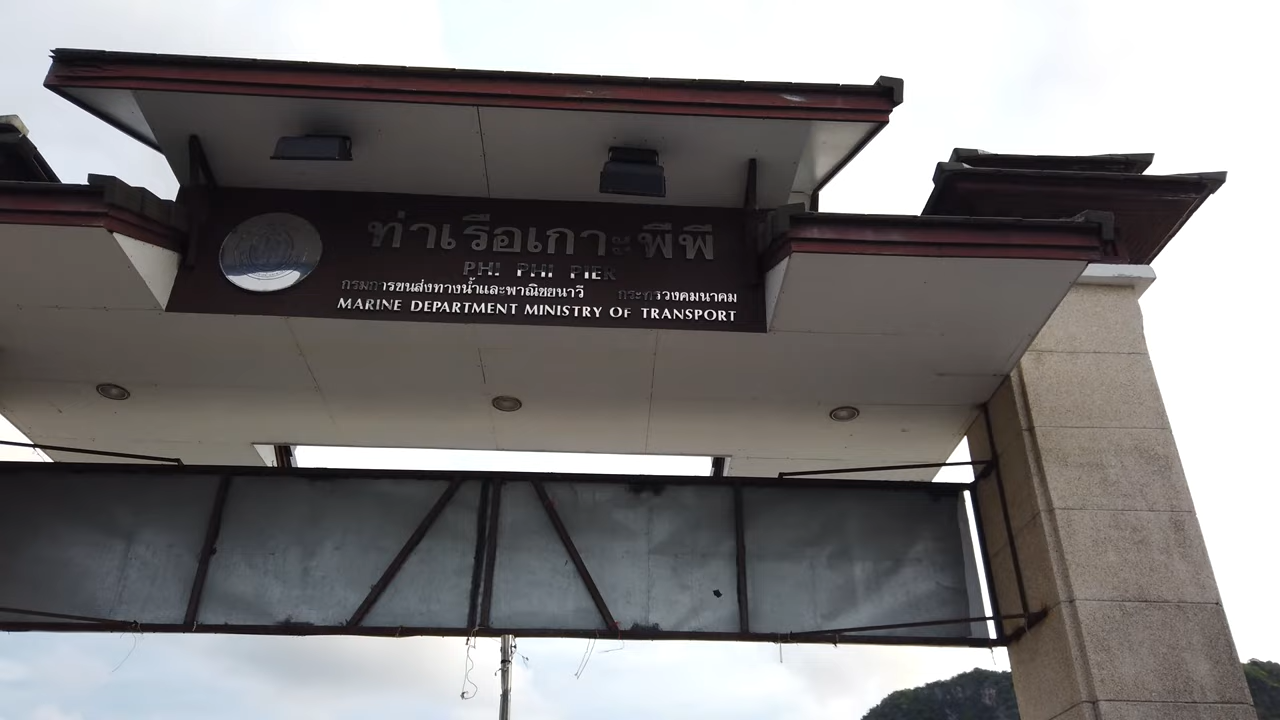 ท่าเรือเกาะพีพี
PHI PHI PIER
กรมการขนส่งทางน้ำและพาณิชยนาวี กระทรวงคมนาคม
MARINE DEPARTMENT MINISTRY OF TRANSPORT